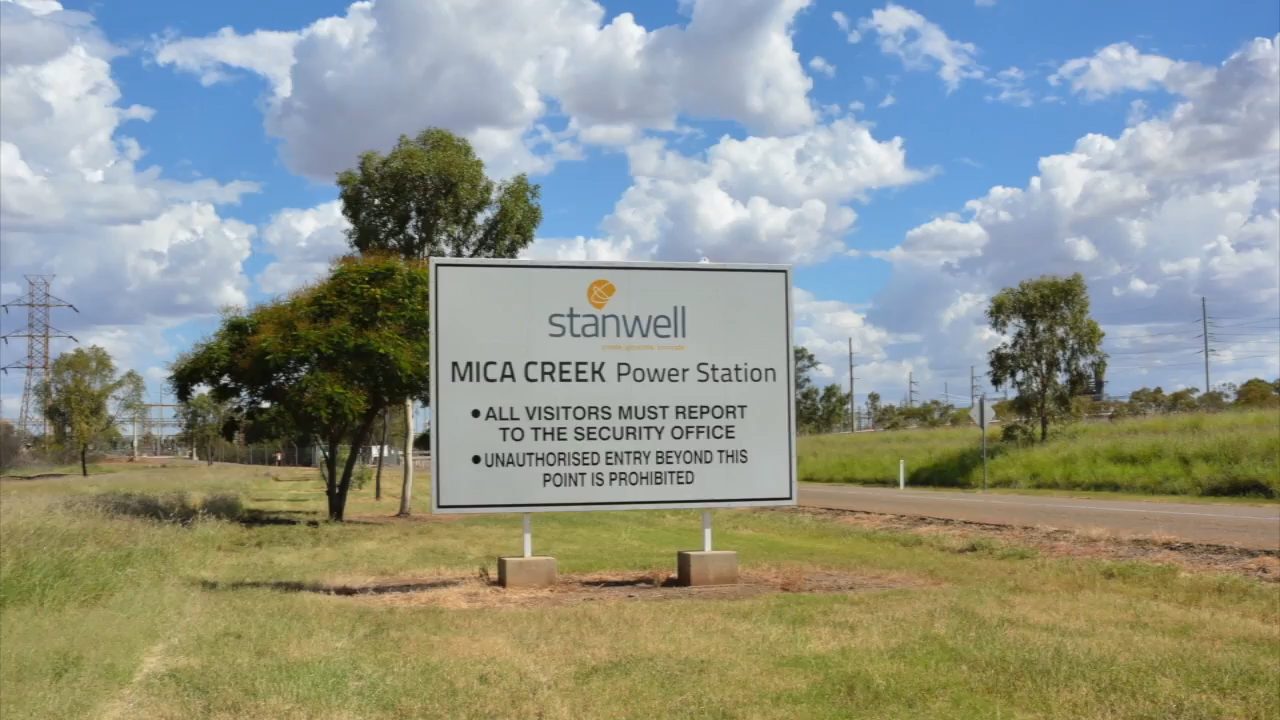 stanwell
MICA CREEK Power Station
• ALL VISITORS MUST REPORT
TO THE SECURITY OFFICE
• UNAUTHORISED ENTRY BEYOND THIS
POINT IS PROHIBITED